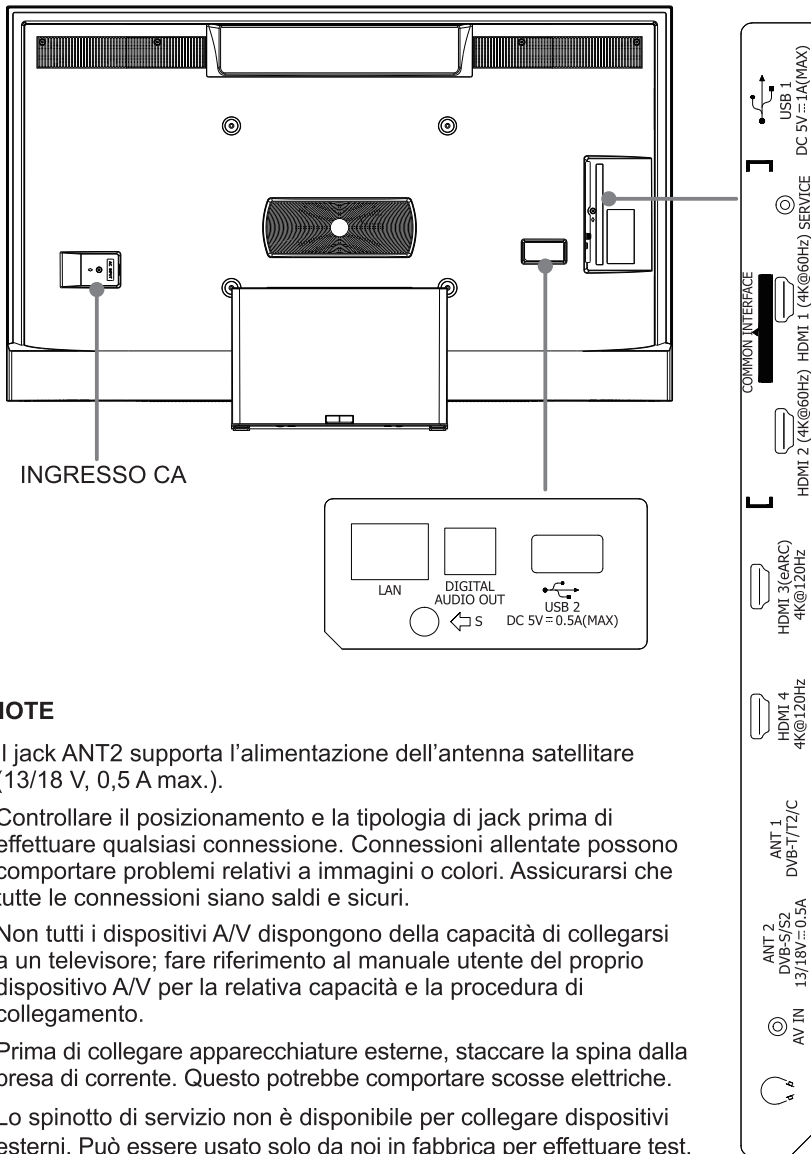 INGRESSO CA
LAN
DIGITAL
AUDIO OUT
S
USB 2
DC 5V⎓0.5A(MAX)
USB 1
DC 5V⎓1A(MAX)
SERVICE
HDMI 1 (4K@60Hz)
COMMON INTERFACE
HDMI 2 (4K@60Hz)
HDMI 3(eARC)
4K@120Hz
HDMI 4
4K@120Hz
ANT 1
DVB-T/T2/C
ANT 2
DVB-S/S2
13/18V⎓0.5A
AV IN
OTE
l jack ANT2 supporta l’alimentazione dell’antenna satellitare
(13/18 V, 0,5 A max.).
Controllare il posizionamento e la tipologia di jack prima di
effettuare qualsiasi connessione. Connessioni allentate possono
comportare problemi relativi a immagini o colori. Assicurarsi che
tutte le connessioni siano saldi e sicuri.
Non tutti i dispositivi A/V dispongono della capacità di collegarsi
a un televisore; fare riferimento al manuale utente del proprio
dispositivo A/V per la relativa capacità e la procedura di
collegamento.
Prima di collegare apparecchiature esterne, staccare la spina dalla
presa di corrente. Questo potrebbe comportare scosse elettriche.
Lo spinotto di servizio non è disponibile per collegare dispositivi
esterni. Può essere usato solo da noi in fabbrica per effettuare test.